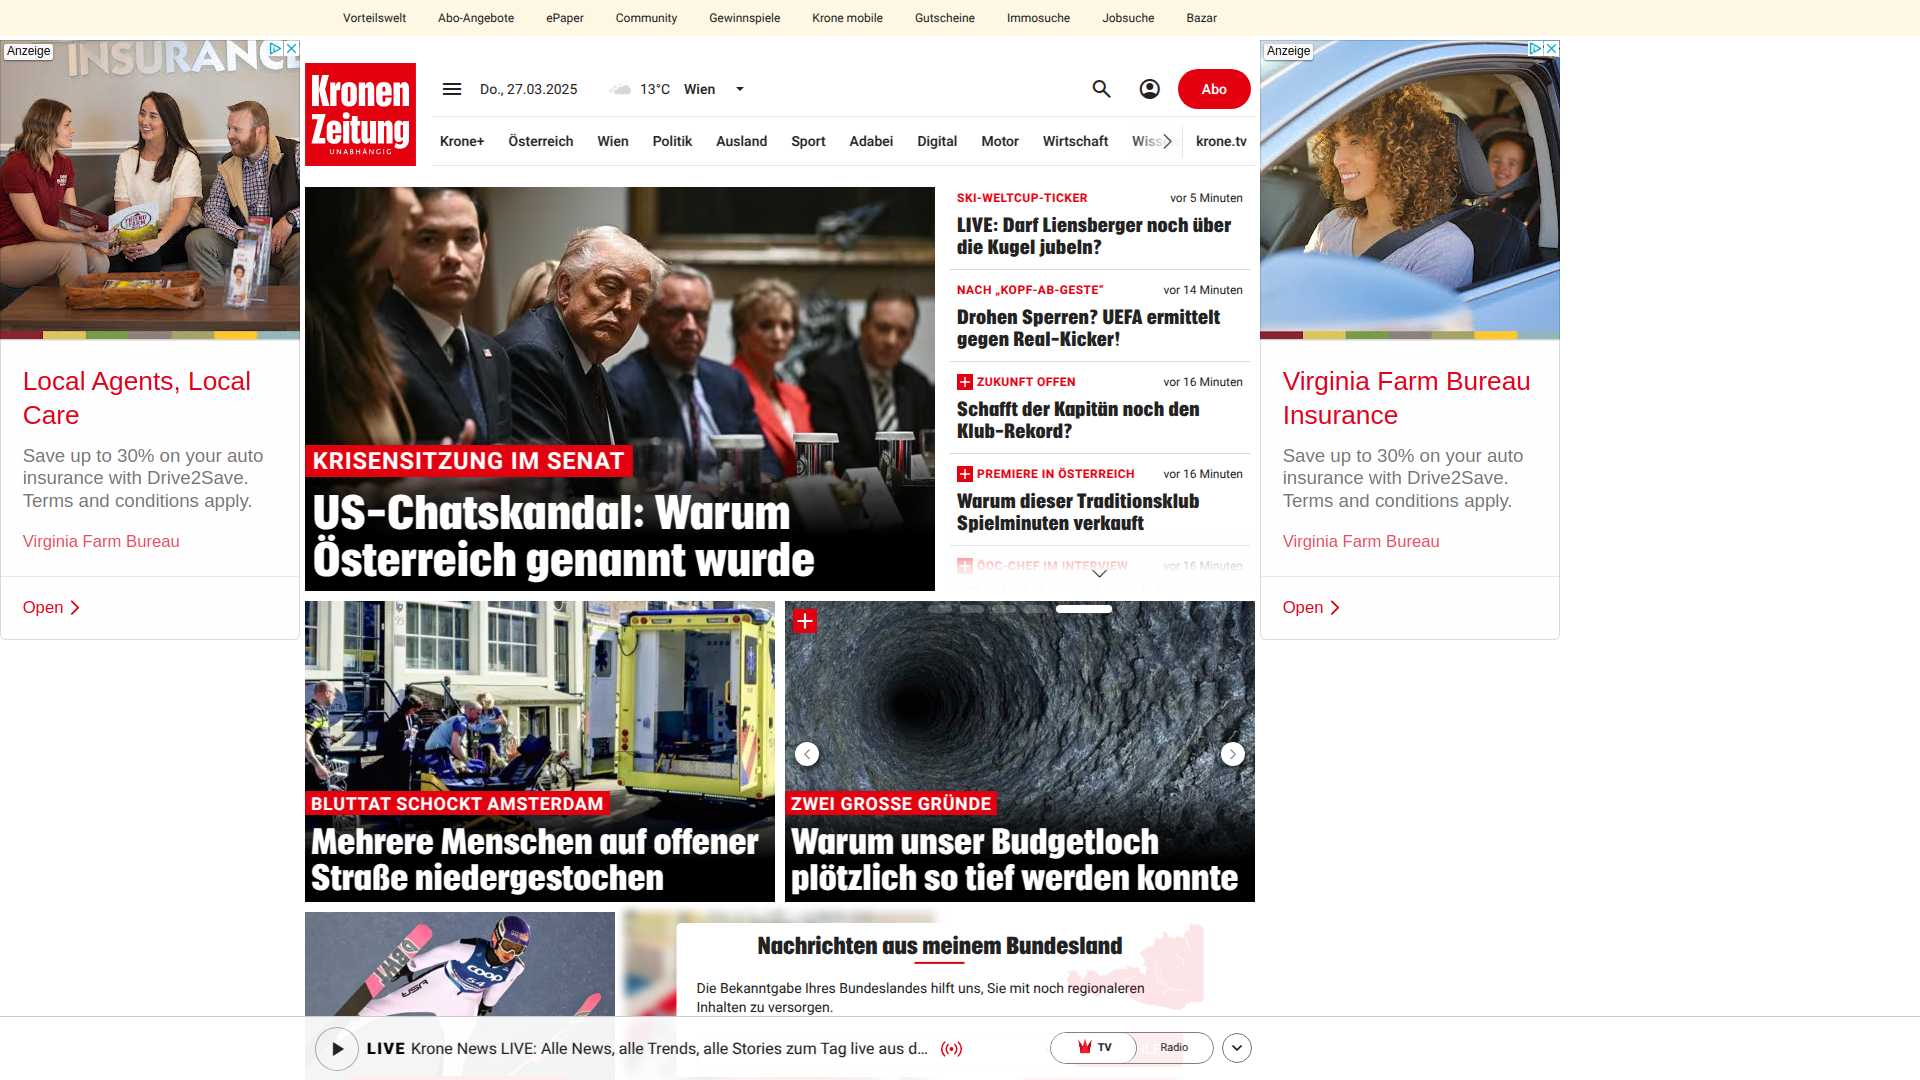 Vorteilswelt Abo-Angebote ePaper Community Gewinnspiele Krone mobile Gutscheine Immosuche Jobsuche Bazar
Anzeige
INSURANCE
Local Agents, Local
Care
Save up to 30% on your auto
insurance with Drive2Save.
Terms and conditions apply.
Virginia Farm Bureau
Open
Kronen
Zeitung
UNABHÄNGIG
Do., 27.03.2025 13°C Wien
Abo
Krone+ Österreich Wien Politik Ausland Sport Adabei Digital Motor Wirtschaft Wiss krone.tv
KRISENSITZUNG IM SENAT
US-Chatskandal: Warum
Österreich genannt wurde
SKI-WELTCUP-TICKER vor 5 Minuten
LIVE: Darf Liensberger noch über
die Kugel jubeln?
NACH „KOPF-AB-GESTE“ vor 14 Minuten
Drohen Sperren? UEFA ermittelt
gegen Real-Kicker!
ZUKUNFT OFFEN vor 16 Minuten
Schafft der Kapitän noch den
Klub-Rekord?
PREMIERE IN ÖSTERREICH vor 16 Minuten
Warum dieser Traditionsklub
Spielminuten verkauft
ÖOC-CHEF IM INTERVIEW vor 16 Minuten
BLUTTAT SCHOCKT AMSTERDAM
Mehrere Menschen auf offener
Straße niedergestochen
ZWEI GROSSE GRÜNDE
Warum unser Budgetloch
plötzlich so tief werden konnte
coop
54
Nachrichten aus meinem Bundesland
Die Bekanntgabe Ihres Bundeslandes hilft uns, Sie mit noch regionaleren
Inhalten zu versorgen.
LIVE Krone News LIVE: Alle News, alle Trends, alle Stories zum Tag live aus d...
TV Radio
Anzeige
Virginia Farm Bureau
Insurance
Save up to 30% on your auto
insurance with Drive2Save.
Terms and conditions apply.
Virginia Farm Bureau
Open